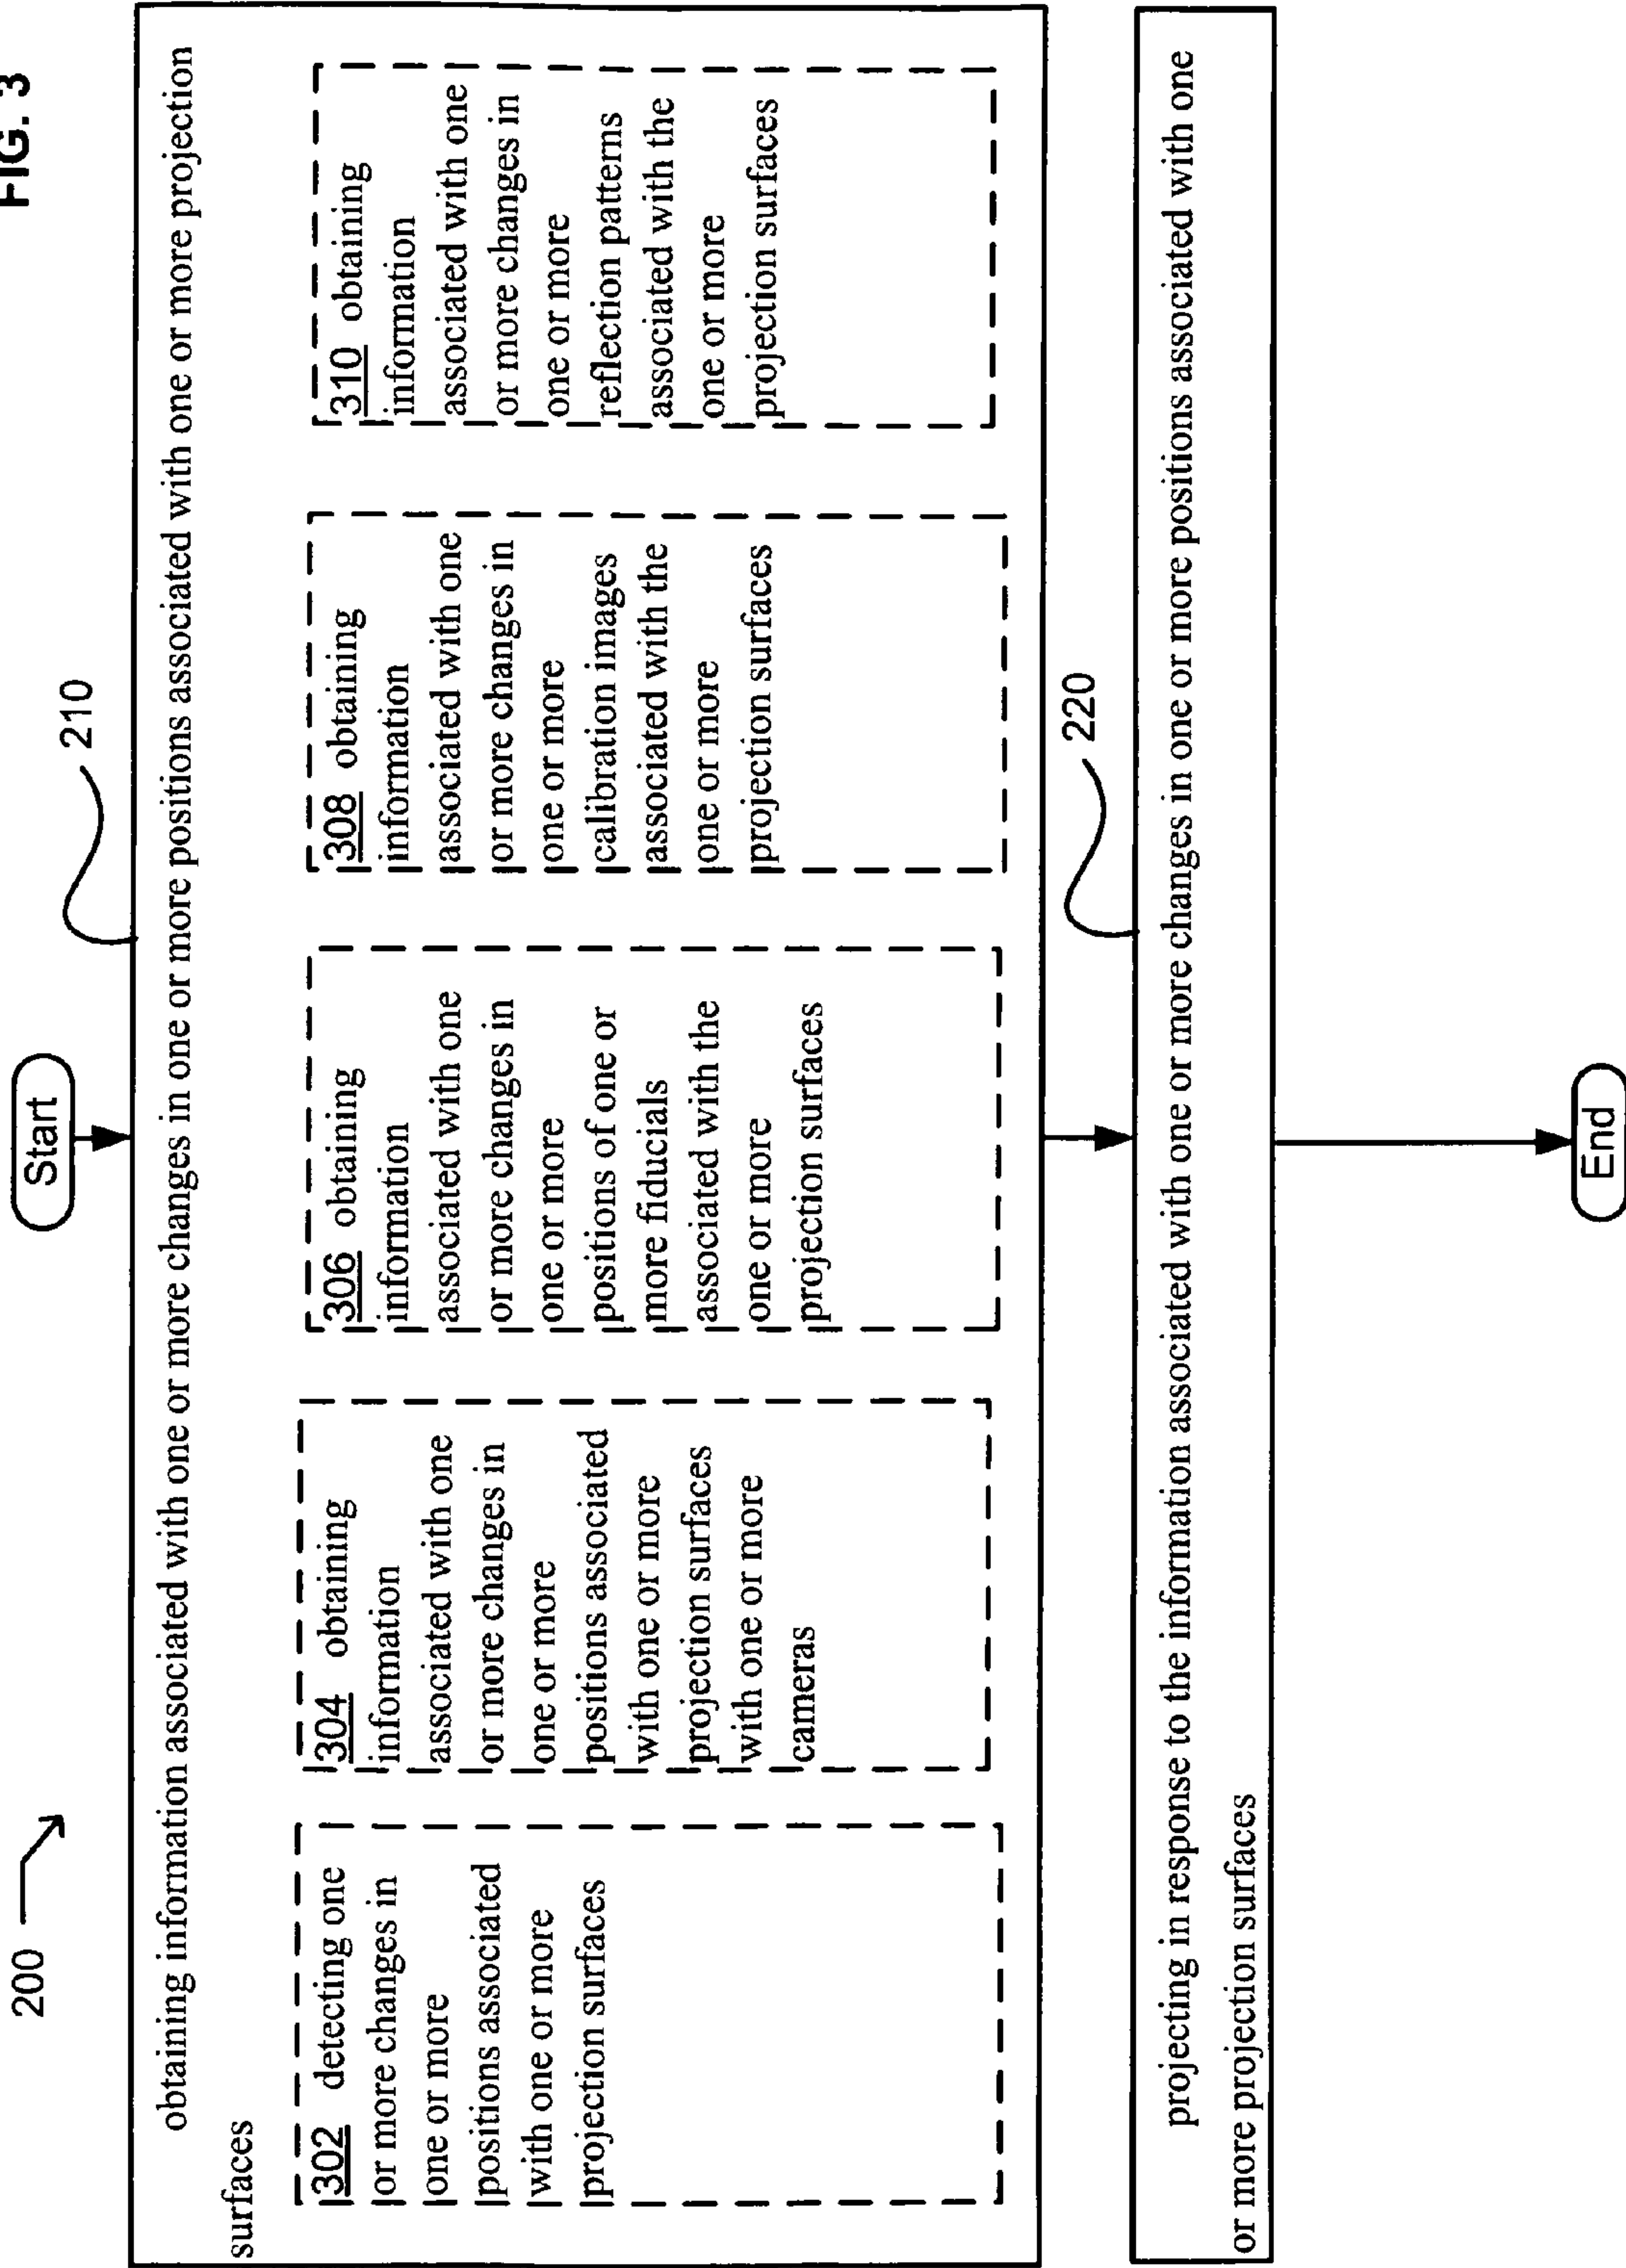 FIG. 3
200
Start
210
obtaining information associated with one or more changes in one or more positions associated with one or more projection
surfaces
302 detecting one
or more changes in
one or more
positions associated
with one or more
projection surfaces
304 obtaining
information
associated with one
or more changes in
one or more
positions associated
with one or more
projection surfaces
with one or more
cameras
306 obtaining
information
associated with one
or more changes in
one or more
positions of one or
more fiducials
associated with the
one or more
projection surfaces
308 obtaining
information
associated with one
or more changes in
one or more
calibration images
associated with the
one or more
projection surfaces
310 obtaining
information
associated with one
or more changes in
one or more
reflection patterns
associated with the
one or more
projection surfaces
220
projecting in response to the information associated with one or more changes in one or more positions associated with one
or more projection surfaces
End